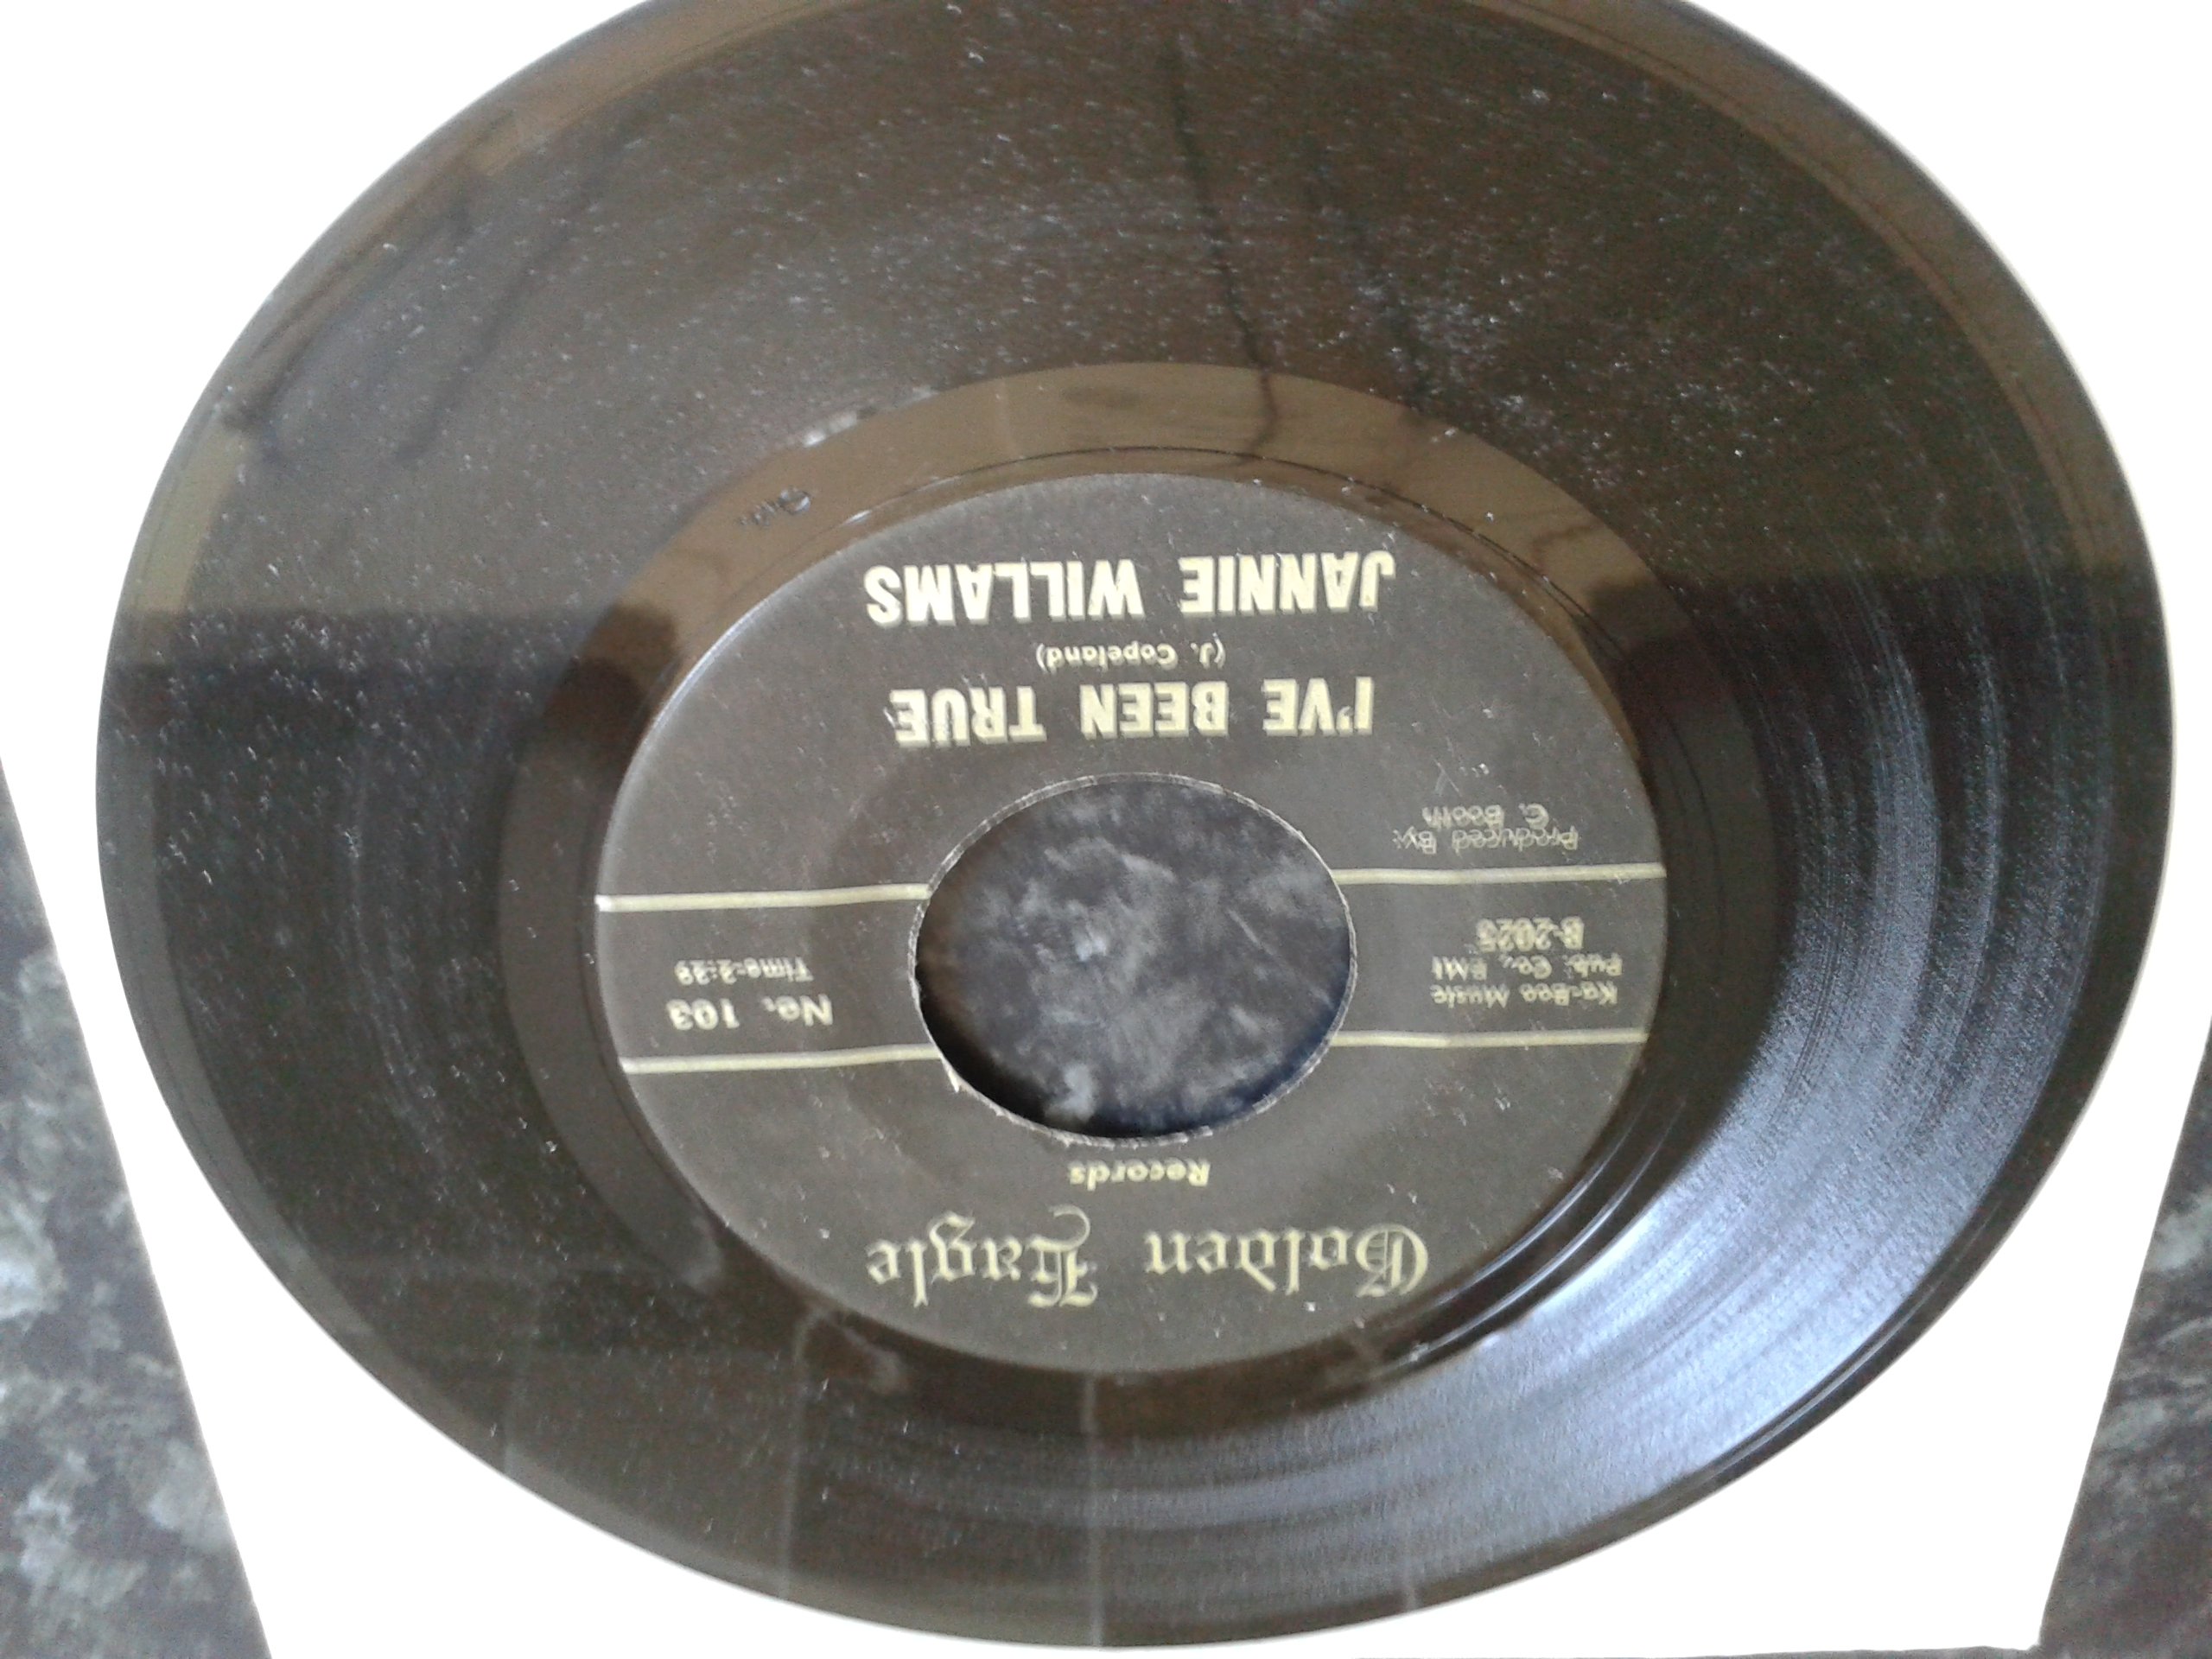 Golden Eagle
Records
Ka-Bee Music
Pub. Co., BMI
B-2025
No. 103
Time-2:29
Produced By:
C. Booth
I'VE BEEN TRUE
(J. Copeland)
JANNIE WILLAMS